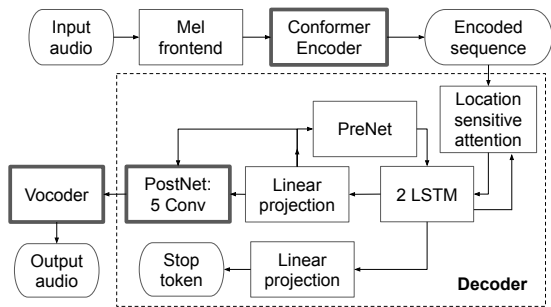 Input
audio
Mel
frontend
Conformer
Encoder
Encoded
sequence
Location
sensitive
attention
PreNet
Vocoder
PostNet:
5 Conv
Linear
projection
2 LSTM
Output
audio
Stop
token
Linear
projection
Decoder